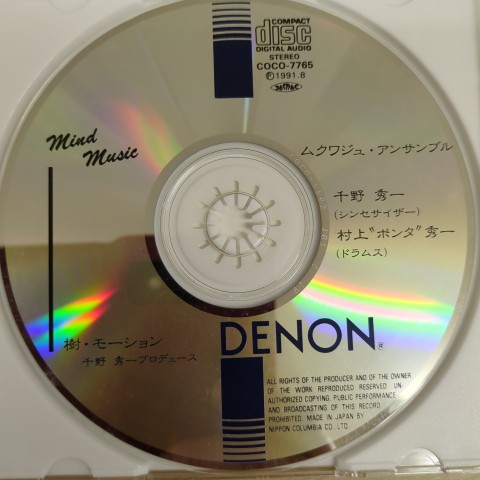 COMPACT
disc
DIGITAL AUDIO
STEREO
COCO-7765
Ⓟ1991.8
Mind
Music
ムクワジュ・アンサンブル
千野 秀一
(シンセサイザー)
村上"ポンタ"秀一
(ドラムス)
樹・モーション
千野 秀一プロデュース
DENON®
ALL RIGHTS OF THE PRODUCER AND OF THE OWNER
OF THE WORK REPRODUCED RESERVED. UN-
AUTHORIZED COPYING, PUBLIC PERFORMANCE
AND BROADCASTING OF THIS RECORD
PROHIBITED. MADE IN JAPAN BY
NIPPON COLUMBIA CO., LTD.